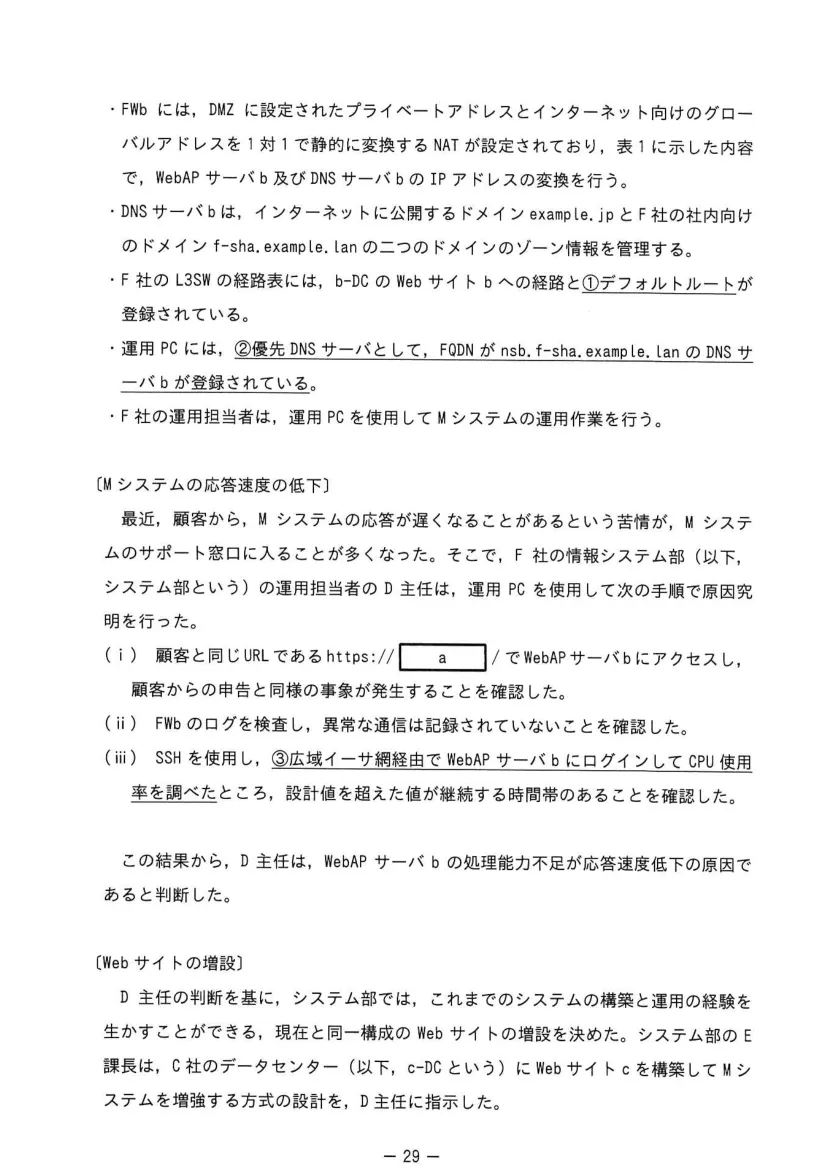 ・FWb には，DMZ に設定されたプライベートアドレスとインターネット向けのグロー
バルアドレスを 1 対 1 で静的に変換する NAT が設定されており，表 1 に示した内容
で，WebAP サーバ b 及び DNS サーバ b の IP アドレスの変換を行う。
・DNS サーバ b は，インターネットに公開するドメイン example.jp と F 社の社内向け
のドメイン f-sha.example.lan の二つのドメインのゾーン情報を管理する。
・F 社の L3SW の経路表には，b-DC の Web サイト b への経路と①デフォルトルートが
登録されている。
・運用 PC には，②優先 DNS サーバとして，FQDN が nsb.f-sha.example.lan の DNS サ
ーバ b が登録されている。
・F 社の運用担当者は，運用 PC を使用して M システムの運用作業を行う。
〔M システムの応答速度の低下〕
最近，顧客から，M システムの応答が遅くなることがあるという苦情が，M システ
ムのサポート窓口に入ることが多くなった。そこで，F 社の情報システム部（以下，
システム部という）の運用担当者の D 主任は，運用 PC を使用して次の手順で原因究
明を行った。
(ⅰ) 顧客と同じ URL である https:// a / で WebAP サーバ b にアクセスし，
顧客からの申告と同様の事象が発生することを確認した。
(ⅱ) FWb のログを検査し，異常な通信は記録されていないことを確認した。
(ⅲ) SSH を使用し，③広域イーサ網経由で WebAP サーバ b にログインして CPU 使用
率を調べたところ，設計値を超えた値が継続する時間帯のあることを確認した。
この結果から，D 主任は，WebAP サーバ b の処理能力不足が応答速度低下の原因で
あると判断した。
〔Web サイトの増設〕
D 主任の判断を基に，システム部では，これまでのシステムの構築と運用の経験を
生かすことができる，現在と同一構成の Web サイトの増設を決めた。システム部の E
課長は，C 社のデータセンター（以下，c-DC という）に Web サイト c を構築して M シ
ステムを増強する方式の設計を，D 主任に指示した。
－ 29 －